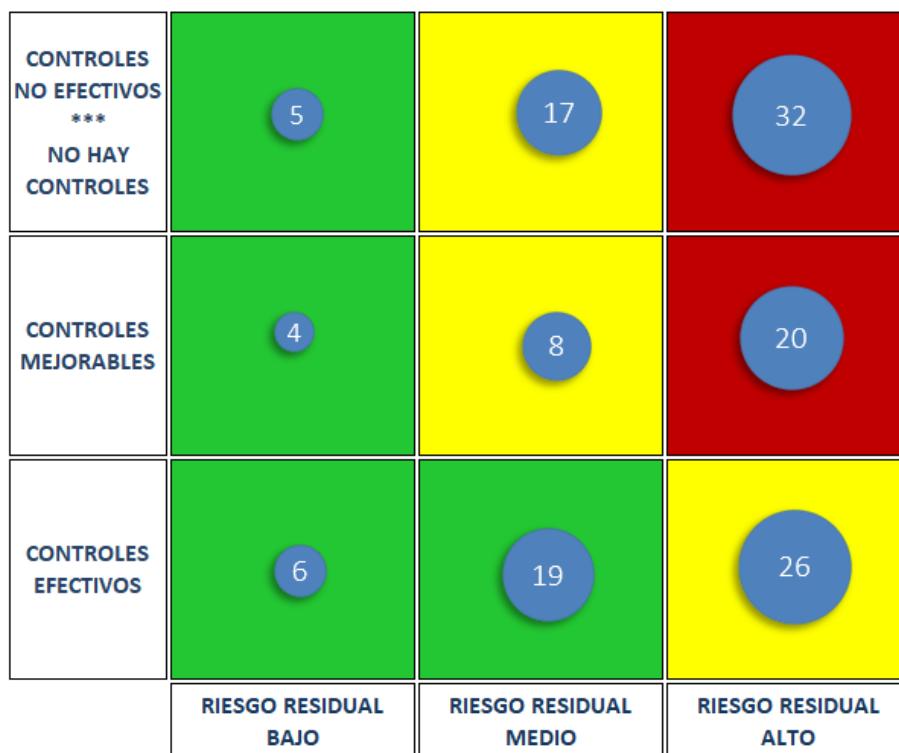 CONTROLES
NO EFECTIVOS
***
NO HAY
CONTROLES
5
17
32
CONTROLES
MEJORABLES
4
8
20
CONTROLES
EFECTIVOS
6
19
26
RIESGO RESIDUAL
BAJO
RIESGO RESIDUAL
MEDIO
RIESGO RESIDUAL
ALTO